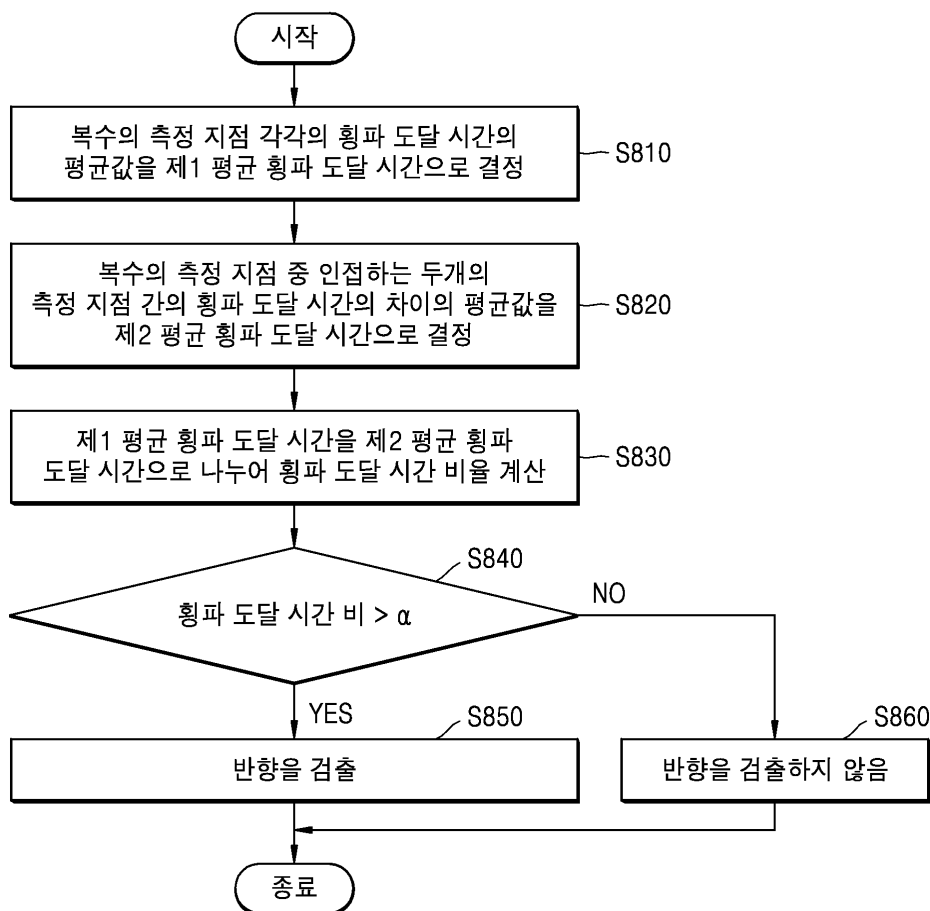 시작
복수의 측정 지점 각각의 횡파 도달 시간의
평균값을 제1 평균 횡파 도달 시간으로 결정
S810
복수의 측정 지점 중 인접하는 두개의
측정 지점 간의 횡파 도달 시간의 차이의 평균값을
제2 평균 횡파 도달 시간으로 결정
S820
제1 평균 횡파 도달 시간을 제2 평균 횡파
도달 시간으로 나누어 횡파 도달 시간 비율 계산
S830
S840
횡파 도달 시간 비 > α
NO
YES
S850
반향을 검출
S860
반향을 검출하지 않음
종료